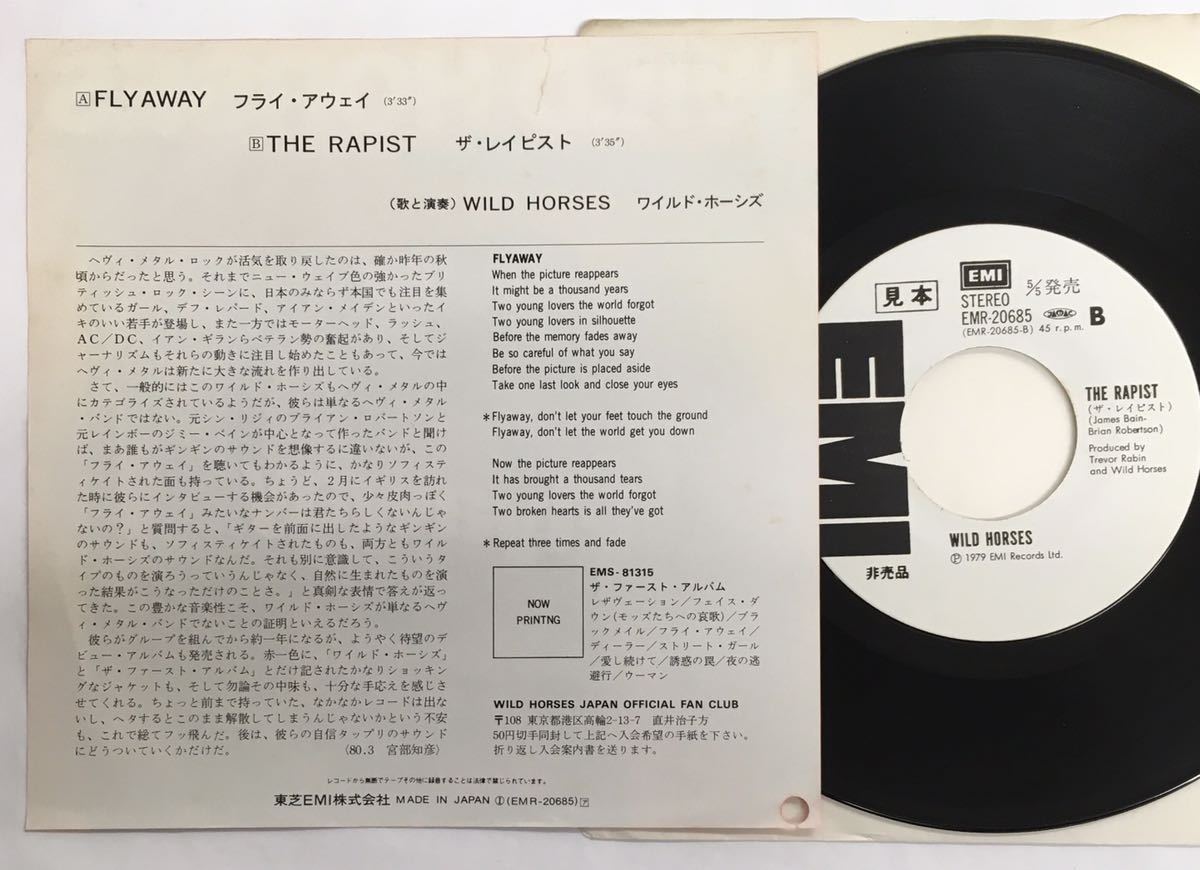 A FLYAWAY フライ・アウェイ (3'33")
B THE RAPIST ザ・レイピスト (3'35")
(歌と演奏) WILD HORSES ワイルド・ホーシズ
ヘヴィ・メタル・ロックが活気を取り戻したのは、確か昨年の秋
頃からだったと思う。それまでニュー・ウェイブ色の強かったブリ
ティッシュ・ロック・シーンに、日本のみならず本国でも注目を集
めているガール、デフ・レパード、アイアン・メイデンといったイ
キのいい若手が登場し、また一方ではモーターヘッド、ラッシュ、
AC/DC、イアン・ギランらベテラン勢の奮起があり、そしてジ
ャーナリズムもそれらの動きに注目し始めたこともあって、今では
ヘヴィ・メタルは新たに大きな流れを作り出している。
さて、一般的にはこのワイルド・ホーシズもヘヴィ・メタルの中
にカテゴライズされているようだが、彼らは単なるヘヴィ・メタル
・バンドではない。元シン・リジィのブライアン・ロバートソンと
元レインボーのジミー・ベインが中心となって作ったバンドと聞け
ば、まあ誰もがギンギンのサウンドを想像するに違いないが、この
「フライ・アウェイ」を聴いてもわかるように、かなりソフィステ
ィケイトされた面も持っている。ちょうど、2月にイギリスを訪れ
た時に彼らにインタビューする機会があったので、少々皮肉っぽく
「フライ・アウェイ」みたいなナンバーは君たちらしくないんじゃ
ないの?」と質問すると、「ギターを前面に出したようなギンギン
のサウンドも、ソフィスティケイトされたものも、両方ともワイル
ド・ホーシズのサウンドなんだ。それも別に意識して、こういうタ
イプのものを演ろうっていうんじゃなく、自然に生まれたものを演
った結果がこうなっただけのことさ。」と真剣な表情で答えが返っ
てきた。この豊かな音楽性こそ、ワイルド・ホーシズが単なるヘヴ
ィ・メタル・バンドでないことの証明といえるだろう。
彼らがグループを組んでから約一年になるが、ようやく待望のデ
ビュー・アルバムも発売される。赤一色に、「ワイルド・ホーシズ」
と「ザ・ファースト・アルバム」とだけ記されたかなりショッキン
グなジャケットも、そして勿論その中味も、十分な手応えを感じさ
せてくれる。ちょっと前まで持っていた、なかなかレコードは出な
いし、ヘタするとこのまま解散してしまうんじゃないかという不安
も、これで総てフッ飛んだ。後は、彼らの自信タップリのサウンド
にどうついていくかだけだ。 (80.3 宮部知彦)
FLYAWAY
When the picture reappears
It might be a thousand years
Two young lovers the world forgot
Two young lovers in silhouette
Before the memory fades away
Be so careful of what you say
Before the picture is placed aside
Take one last look and close your eyes
*Flyaway, don't let your feet touch the ground
Flyaway, don't let the world get you down
Now the picture reappears
It has brought a thousand tears
Two young lovers the world forgot
Two broken hearts is all they've got
*Repeat three times and fade
NOW
PRINTNG
EMS-81315
ザ・ファースト・アルバム
レザヴェーション/フェイス・ダ
ウン(モッズたちへの哀歌)/ブラ
ックメイル/フライ・アウェイ/
ディーラー/ストリート・ガール
/愛し続けて/誘惑の罠/夜の逃
避行/ウーマン
WILD HORSES JAPAN OFFICIAL FAN CLUB
〒108 東京都港区高輪2-13-7 直井治子方
50円切手同封して上記へ入会希望の手紙を下さい。
折り返し入会案内書を送ります。
レコードから無断でテープその他に録音することは法律で禁じられています。
東芝EMI株式会社 MADE IN JAPAN Ⓘ (EMR-20685) ア
EMI
見本
EMI
STEREO 5/5発売
EMR-20685 B
(EMR-20685-B) 45 r.p.m.
THE RAPIST
(ザ・レイピスト)
(James Bain-
Brian Robertson)
Produced by
Trevor Rabin
and Wild Horses
WILD HORSES
Ⓟ 1979 EMI Records Ltd.
非売品